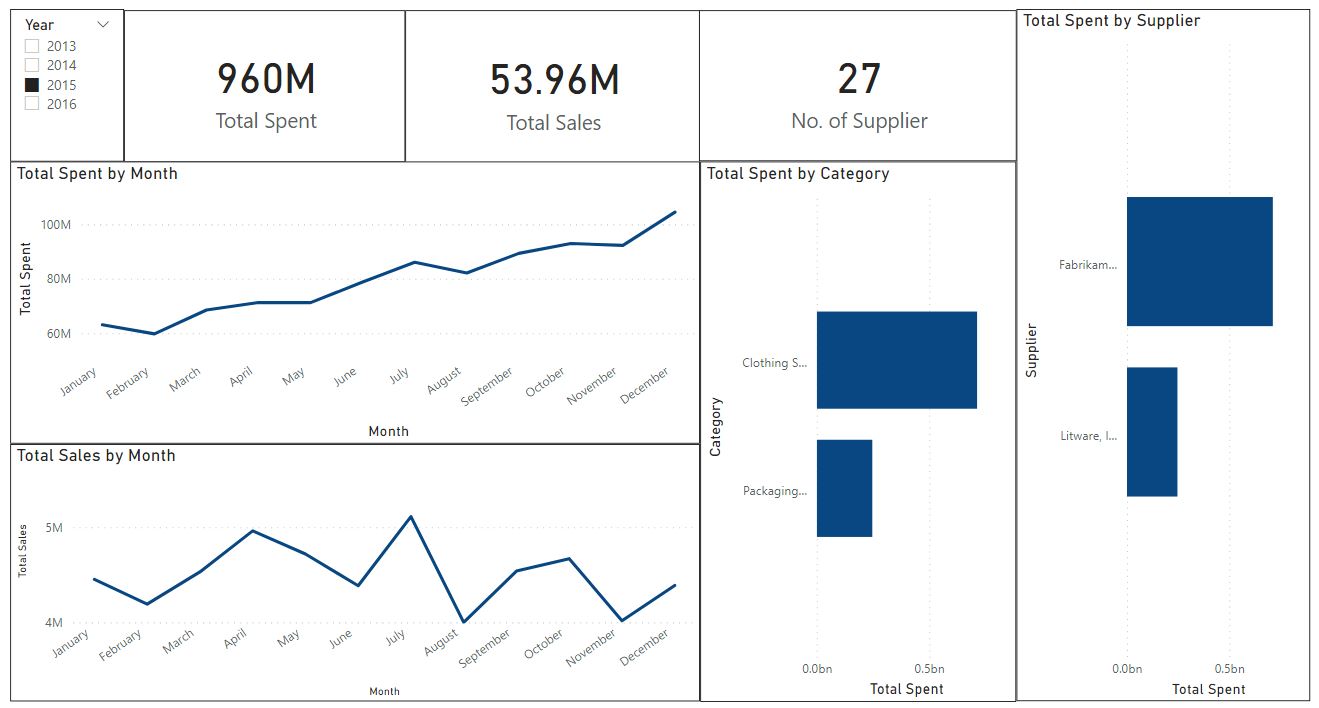 Year
2013
2014
2015
2016
960M
Total Spent
53.96M
Total Sales
27
No. of Supplier
Total Spent by Month
Total Spent
100M
80M
60M
January
February
March
April
May
June
July
August
September
October
November
December
Month
Total Sales by Month
Total Sales
5M
4M
January
February
March
April
May
June
July
August
September
October
November
December
Month
Total Spent by Category
Category
Clothing S...
Packaging...
0.0bn 0.5bn
Total Spent
Total Spent by Supplier
Supplier
Fabrikam...
Litware, I...
0.0bn 0.5bn
Total Spent